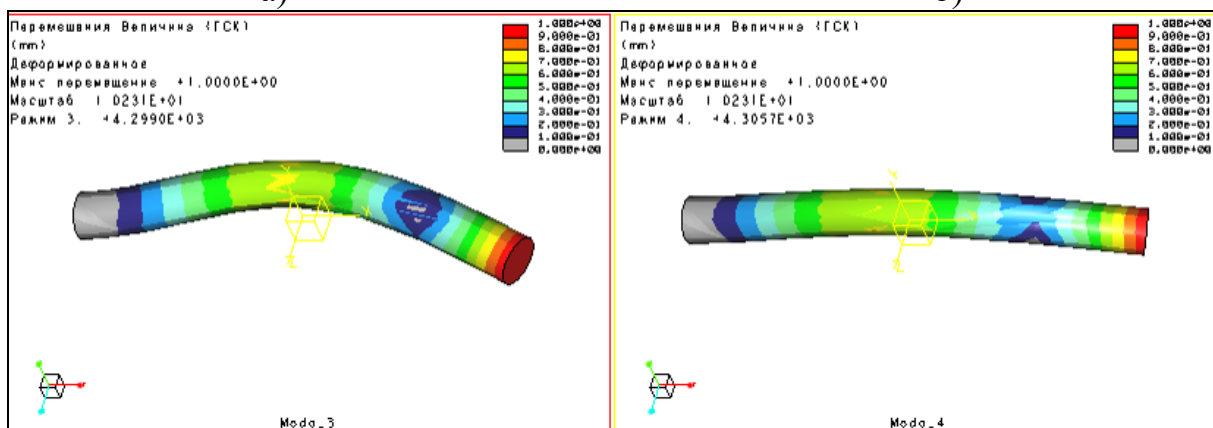 Перемещания Величина (ГСК)
(mm)
Деформированное
Макс перемещение +1.0000E+00
Масштаб 1 0231E+01
Режим 3. +4.2990E+03
1.000e+00
9.000e-01
8.000e-01
7.000e-01
6.000e-01
5.000e-01
4.000e-01
3.000e-01
2.000e-01
1.000e-01
0.000e+00
Moda_3
Перемещания Величина (ГСК)
(mm)
Деформированное
Макс перемещение +1.0000E+00
Масштаб 1 0231E+01
Режим 4. +4.3057E+03
1.000e+00
9.000e-01
8.000e-01
7.000e-01
6.000e-01
5.000e-01
4.000e-01
3.000e-01
2.000e-01
1.000e-01
0.000e+00
Moda_4